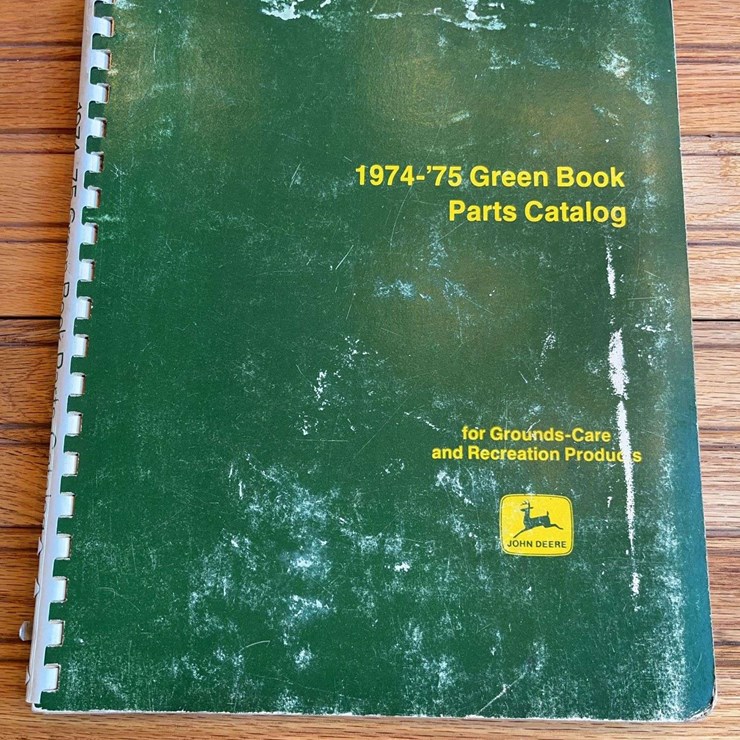 1974-'75 Green Book
Parts Catalog
for Grounds-Care
and Recreation Products
JOHN DEERE